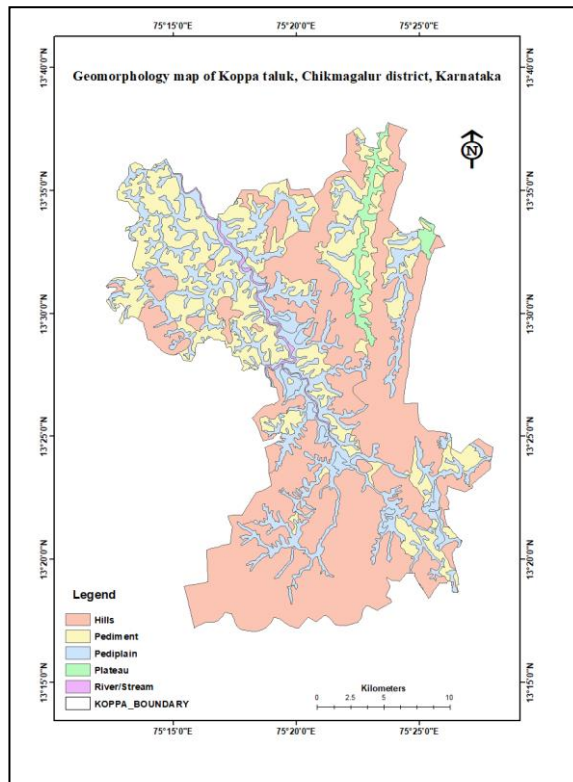 75°15'0"E 75°20'0"E 75°25'0"E
Geomorphology map of Koppa taluk, Chikmagalur district, Karnataka
N
13°40'0"N 13°40'0"N
13°35'0"N 13°35'0"N
13°30'0"N 13°30'0"N
13°25'0"N 13°25'0"N
13°20'0"N 13°20'0"N
13°15'0"N 13°15'0"N
Legend
Hills
Pediment
Pediplain
Plateau
River/Stream
KOPPA_BOUNDARY
Kilometers
0 2.5 5 10
75°15'0"E 75°20'0"E 75°25'0"E